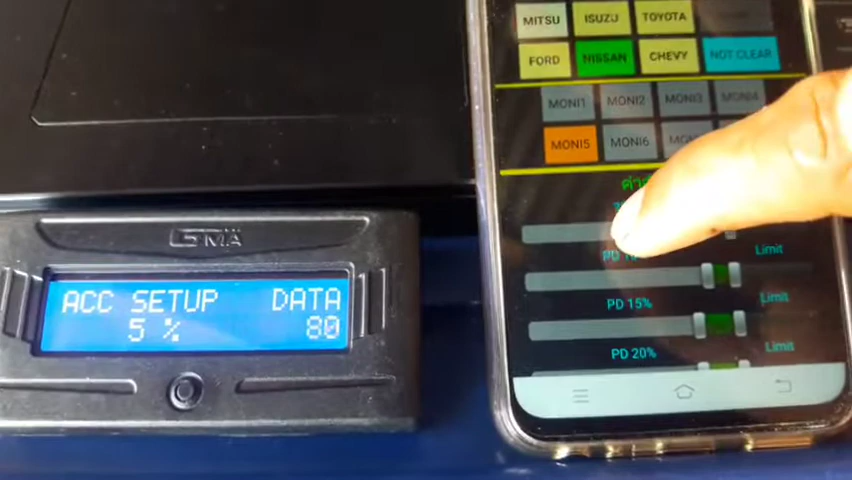 MITSU ISUZU TOYOTA
FORD NISSAN CHEVY NOT CLEAR
MONI1 MONI2 MONI3 MONI4
MONI5 MONI6
Limit
PD 15% Limit
PD 20% Limit
GMA
ACC SETUP DATA
5 % 80